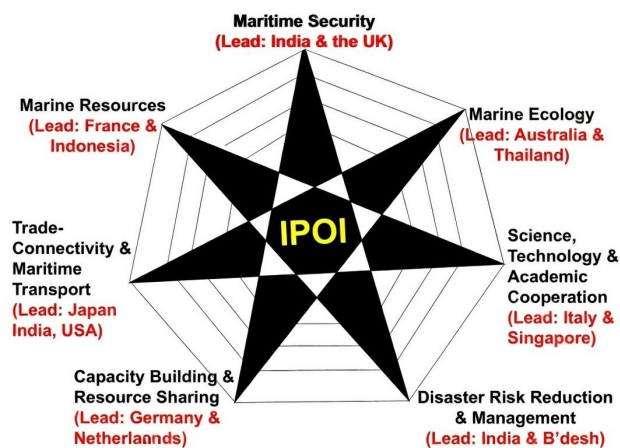 Maritime Security
(Lead: India & the UK)
Marine Resources
(Lead: France &
Indonesia)
Marine Ecology
(Lead: Australia &
Thailand)
IPOI
Trade-
Connectivity &
Maritime
Transport
(Lead: Japan
India, USA)
Science,
Technology &
Academic
Cooperation
(Lead: Italy &
Singapore)
Capacity Building &
Resource Sharing
(Lead: Germany &
Netherlannds)
Disaster Risk Reduction
& Management
(Lead: India & B'desh)